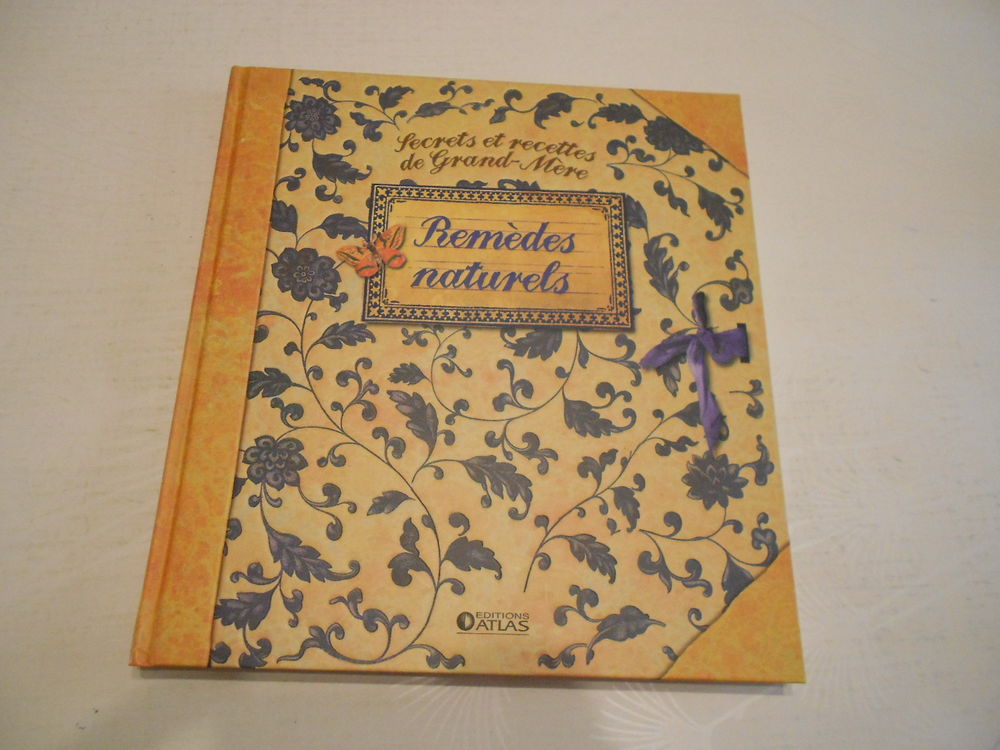 Secrets et recettes
de Grand-Mère
Remèdes
naturels
EDITIONS
ATLAS